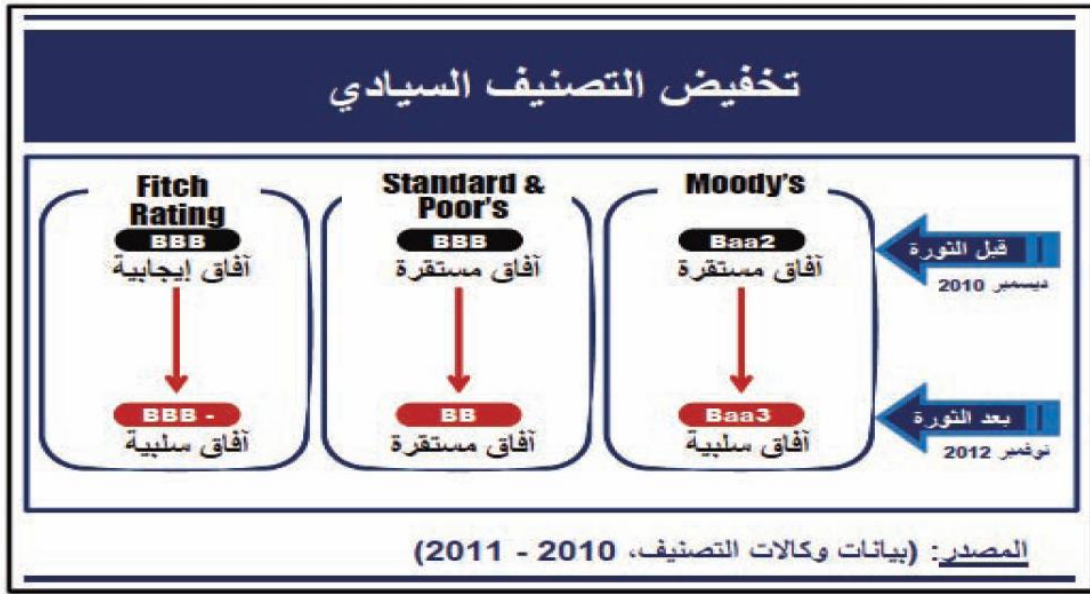 تخفيض التصنيف السيادي
Moody's
Baa2
آفاق مستقرة
Baa3
آفاق سلبية
Standard &
Poor's
BBB
آفاق مستقرة
BB
آفاق مستقرة
Fitch
Rating
BBB
آفاق إيجابية
BBB -
آفاق سلبية
قبل الثورة
ديسمبر 2010
بعد الثورة
نوفمبر 2012
المصدر: (بيانات وكالات التصنيف، 2010 - 2011)